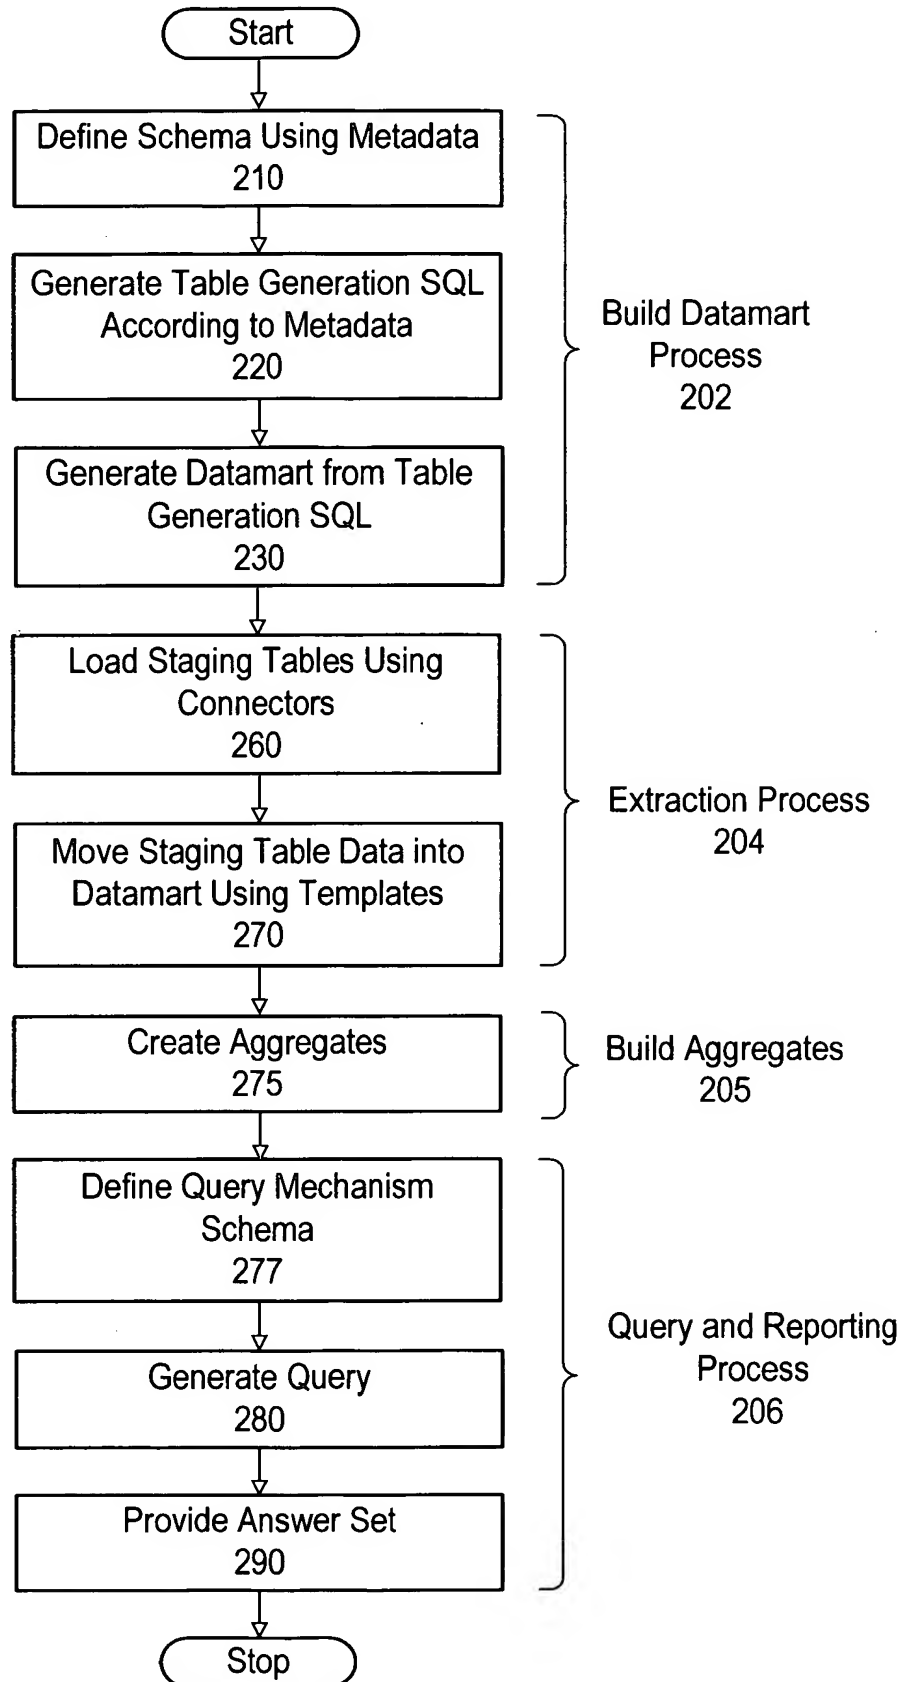 Start
Define Schema Using Metadata
210
Generate Table Generation SQL
According to Metadata
220
Generate Datamart from Table
Generation SQL
230
Build Datamart
Process
202
Load Staging Tables Using
Connectors
260
Move Staging Table Data into
Datamart Using Templates
270
Extraction Process
204
Create Aggregates
275
Build Aggregates
205
Define Query Mechanism
Schema
277
Generate Query
280
Provide Answer Set
290
Query and Reporting
Process
206
Stop